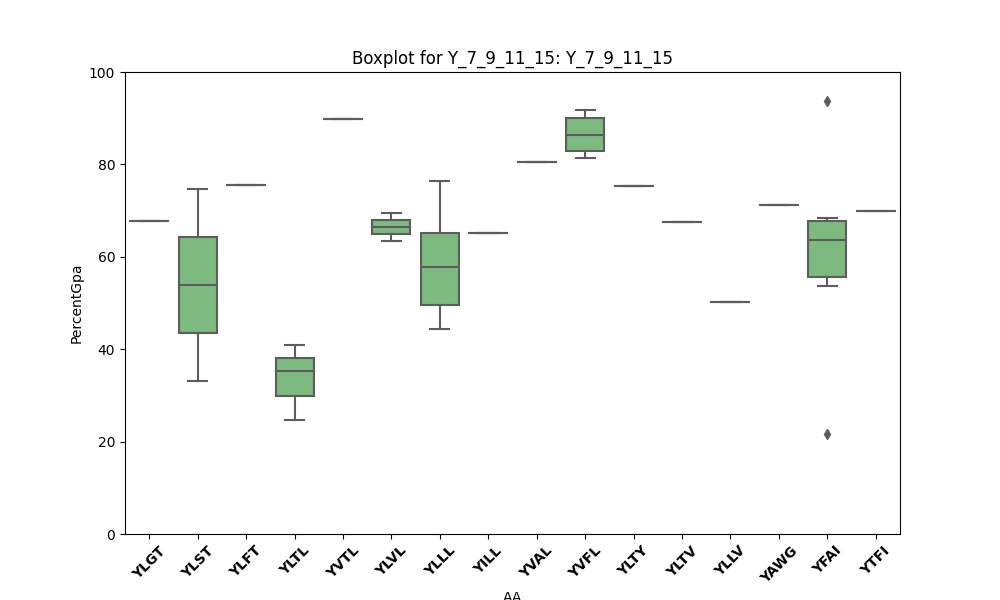 Boxplot for Y_7_9_11_15: Y_7_9_11_15
100
80
60
40
20
0
PercentGpa
YLGT
YLST
YLFT
YLTL
YVTL
YLVL
YLLL
YILL
YVAL
YVFL
YLTY
YLTV
YLLV
YAWG
YFAI
YTFI
AA